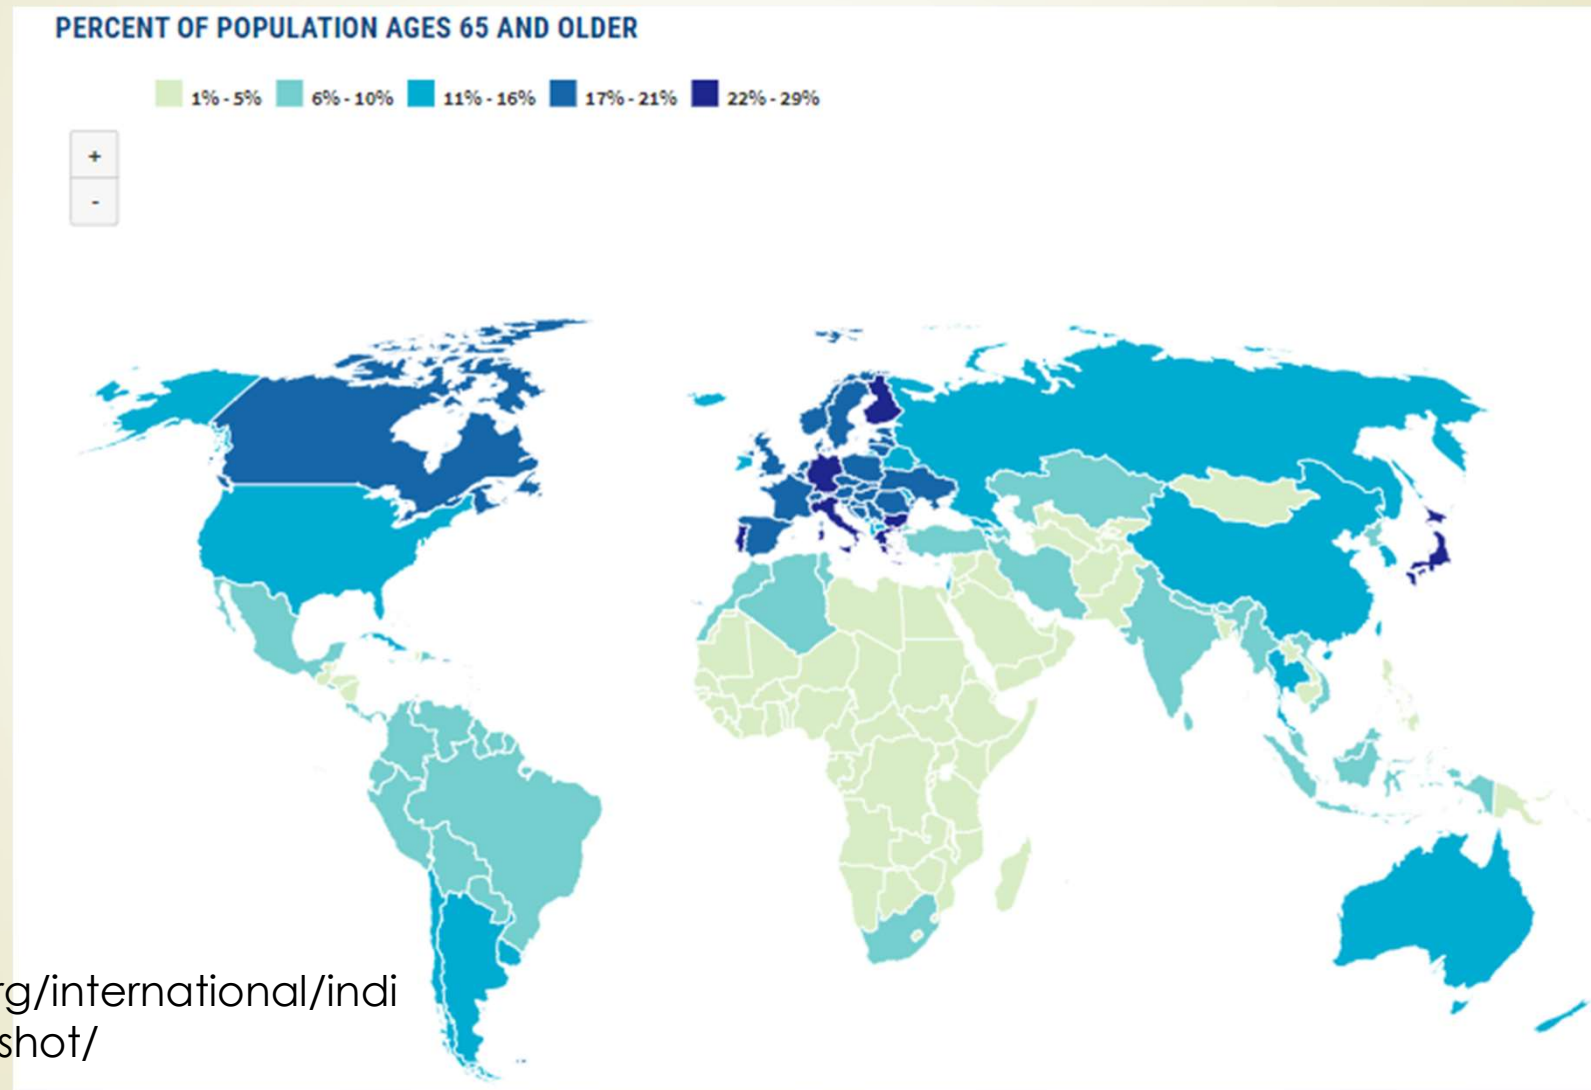 PERCENT OF POPULATION AGES 65 AND OLDER
1% - 5% 6% - 10% 11% - 16% 17% - 21% 22% - 29%
+
-
rg/international/indi
shot/